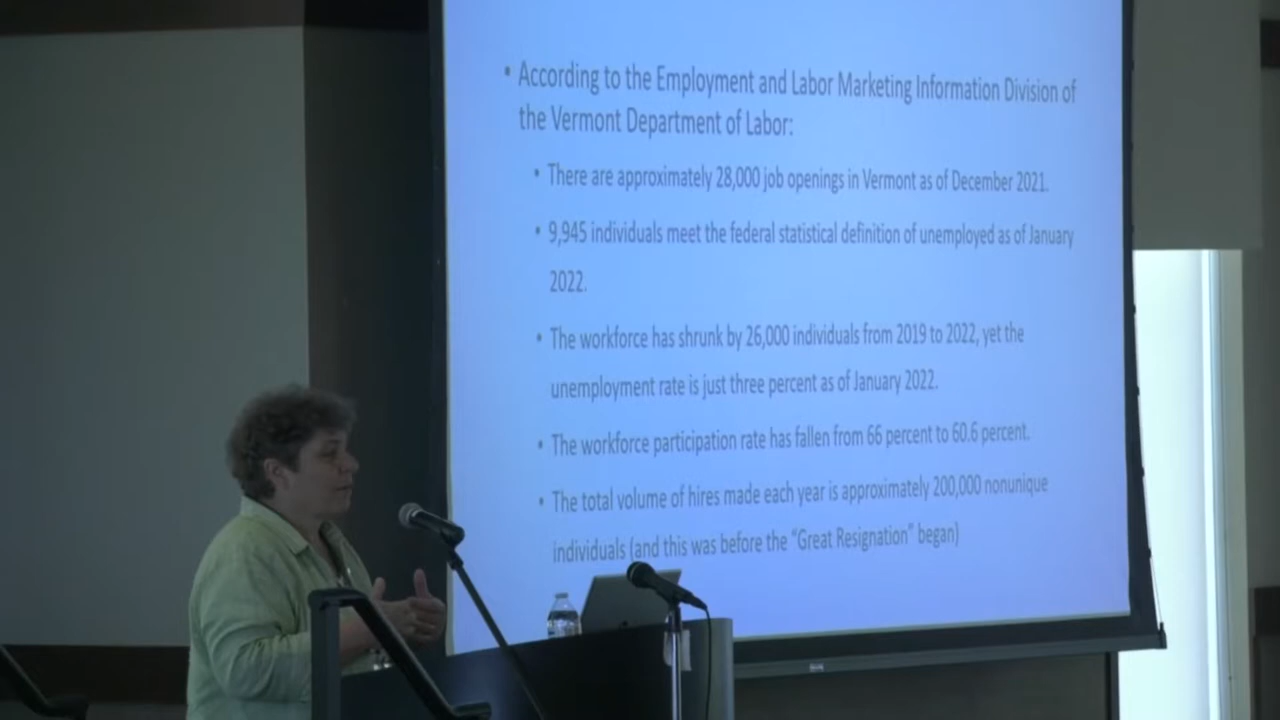 • According to the Employment and Labor Marketing Information Division of
the Vermont Department of Labor:
• There are approximately 28,000 job openings in Vermont as of December 2021.
• 9,945 individuals meet the federal statistical definition of unemployed as of January
2022.
• The workforce has shrunk by 26,000 individuals from 2019 to 2022, yet the
unemployment rate is just three percent as of January 2022.
• The workforce participation rate has fallen from 66 percent to 60.6 percent.
• The total volume of hires made each year is approximately 200,000 nonunique
individuals (and this was before the “Great Resignation” began)